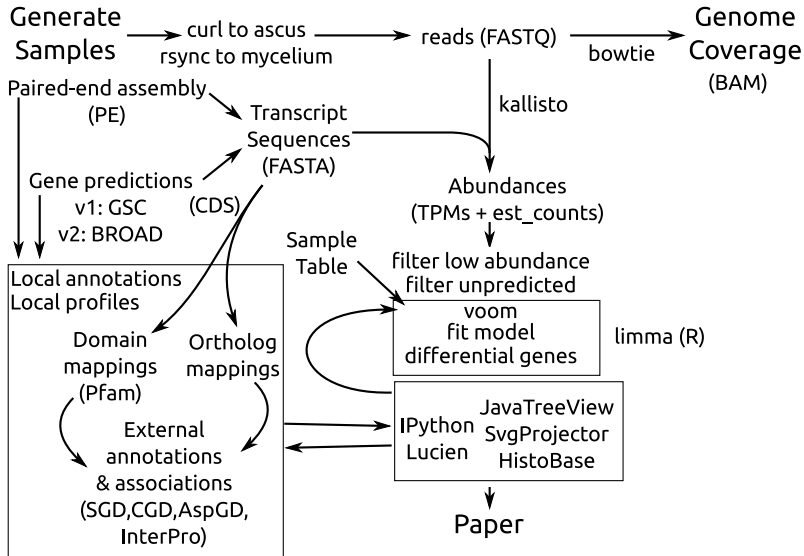 Generate
Samples
curl to ascus
rsync to mycelium
reads (FASTQ)
bowtie
Genome
Coverage
(BAM)
Paired-end assembly
(PE)
Transcript
Sequences
(FASTA)
kallisto
Gene predictions
v1: GSC
v2: BROAD
(CDS)
Abundances
(TPMs + est_counts)
Sample
Table
filter low abundance
filter unpredicted
Local annotations
Local profiles
voom
fit model
differential genes
limma (R)
Domain
mappings
(Pfam)
Ortholog
mappings
External
annotations
& associations
(SGD,CGD,AspGD,
InterPro)
IPython
Lucien
JavaTreeView
SvgProjector
HistoBase
Paper